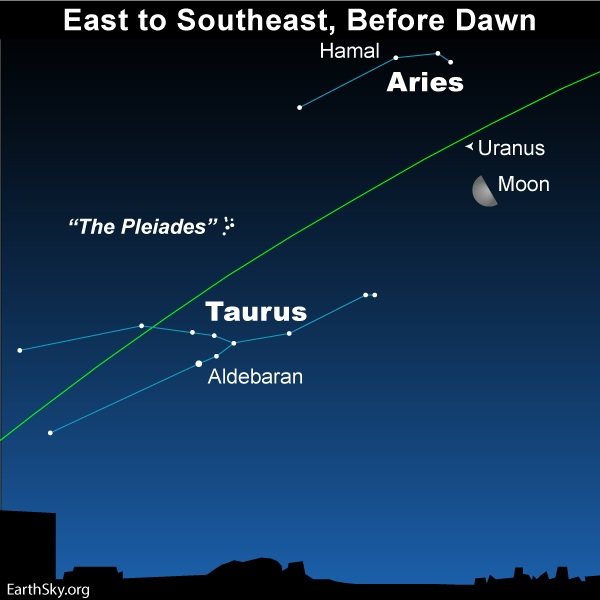 East to Southeast, Before Dawn
Hamal
Aries
Uranus
Moon
“The Pleiades”
Taurus
Aldebaran
EarthSky.org